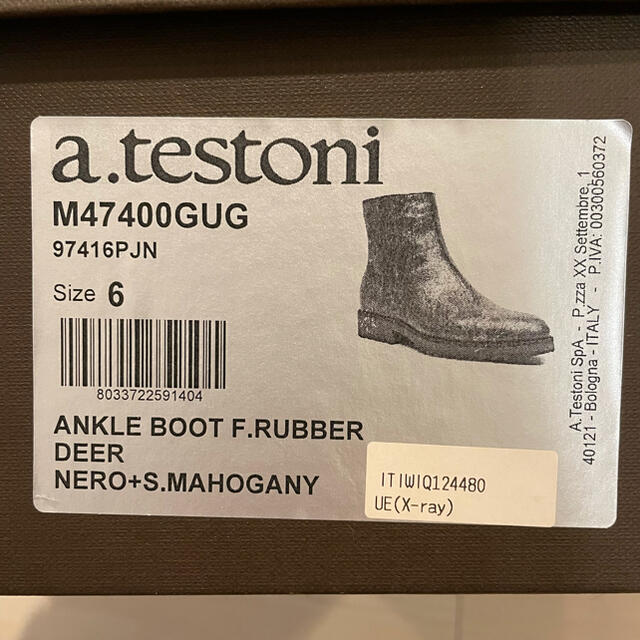 a.testoni
M47400GUG
97416PJN
Size 6
8033722591404
ANKLE BOOT F.RUBBER
DEER
NERO+S.MAHOGANY
ITIWIQ124480
UE(X-ray)
A.Testoni SpA - P.zza XX Settembre, 1
40121 - Bologna - ITALY - P.IVA: 00300560372